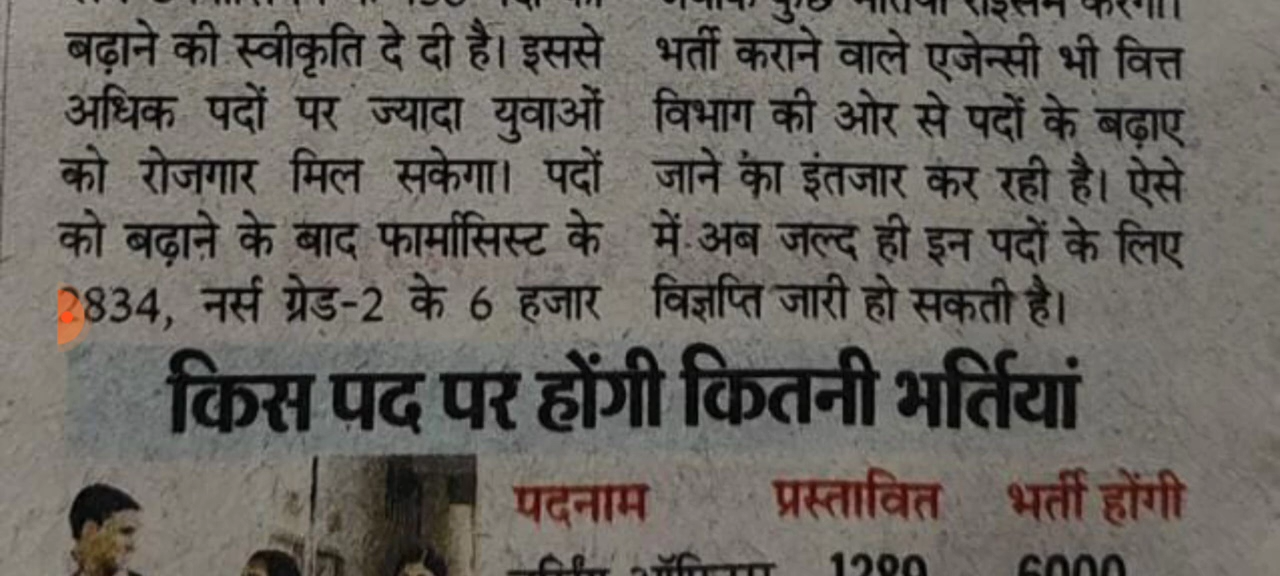 बढ़ाने की स्वीकृति दे दी है। इससे
अधिक पदों पर ज्यादा युवाओं
को रोजगार मिल सकेगा। पदों
को बढ़ाने के बाद फार्मासिस्ट के
2834, नर्स ग्रेड-2 के 6 हजार
भर्ती कराने वाले एजेन्सी भी वित्त
विभाग की ओर से पदों के बढ़ाए
जाने का इंतजार कर रही है। ऐसे
में अब जल्द ही इन पदों के लिए
विज्ञप्ति जारी हो सकती है।
किस पद पर होंगी कितनी भर्तियां
पदनाम प्रस्तावित भर्ती होंगी
1289 6000